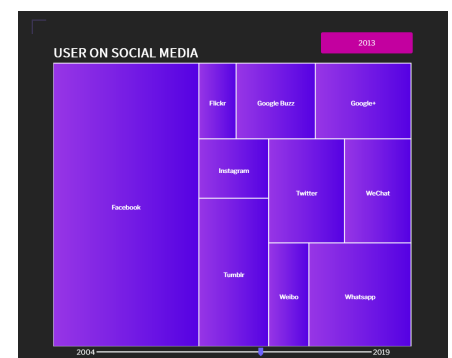 2013
USER ON SOCIAL MEDIA
Flickr
Google Buzz
Google+
Instagram
Twitter
WeChat
Facebook
Tumblr
Weibo
Whatsapp
2004
2019